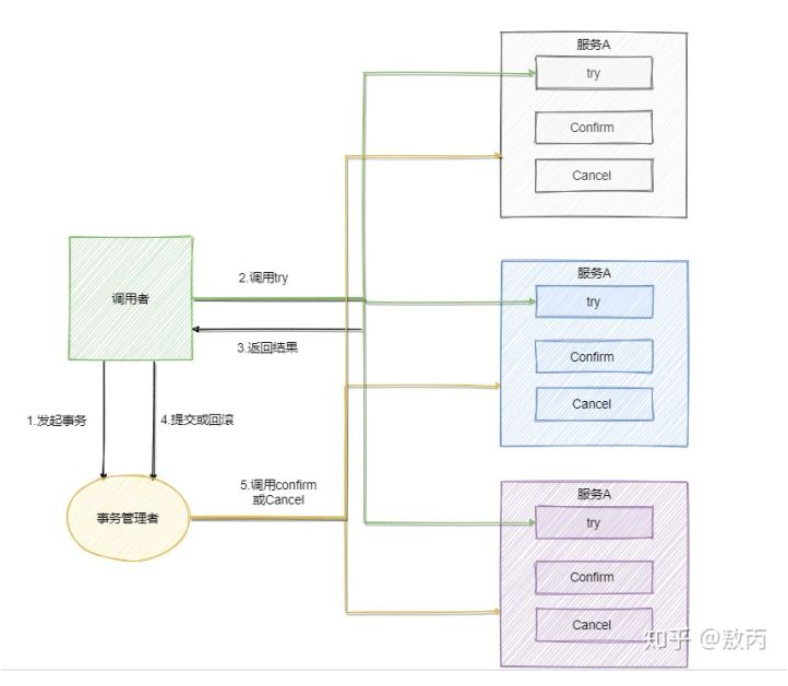 服务A
try
Confirm
Cancel
调用者
2.调用try
3.返回结果
服务A
try
Confirm
Cancel
1.发起事务
4.提交或回滚
事务管理者
5.调用confirm
或Cancel
服务A
try
Confirm
Cancel
知乎 @敖丙